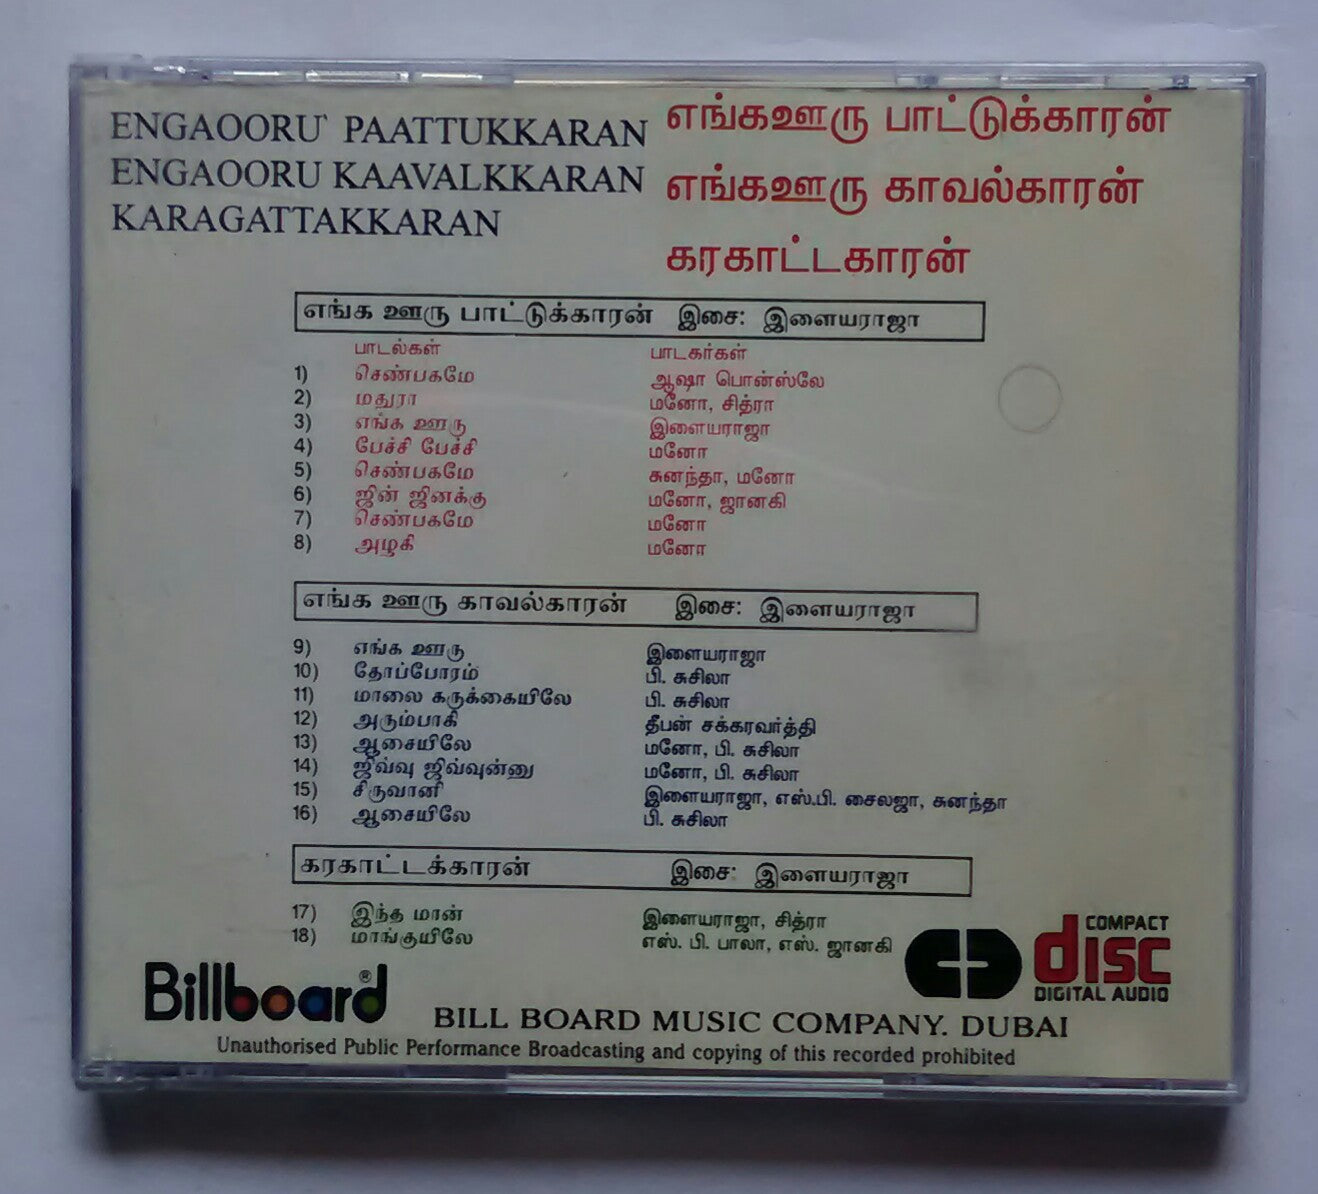 ENGAOORU PAATTUKKARAN
ENGAOORU KAAVALKKARAN
KARAGATTAKKARAN
எங்கஊரு பாட்டுக்காரன்
எங்கஊரு காவல்காரன்
கரகாட்டகாரன்
எங்க ஊரு பாட்டுக்காரன் இசை: இளையராஜா
பாடல்கள் பாடகர்கள்
1) செண்பகமே ஆஷா பொன்ஸ்லே
2) மதுரா மனோ, சித்ரா
3) எங்க ஊரு இளையராஜா
4) பேச்சி பேச்சி மனோ
5) செண்பகமே சுனந்தா, மனோ
6) ஜின் ஜினக்கு மனோ, ஜானகி
7) செண்பகமே மனோ
8) அழகி மனோ
எங்க ஊரு காவல்காரன் இசை: இளையராஜா
9) எங்க ஊரு இளையராஜா
10) தோப்போரம் பி. சுசிலா
11) மாலை கருக்கையிலே பி. சுசிலா
12) அரும்பாகி தீபன் சக்கரவர்த்தி
13) ஆசையிலே மனோ, பி. சுசிலா
14) ஜிவ்வு ஜிவ்வுன்னு மனோ, பி. சுசிலா
15) சிருவானி இளையராஜா, எஸ்.பி. சைலஜா, சுனந்தா
16) ஆசையிலே பி. சுசிலா
கரகாட்டக்காரன் இசை: இளையராஜா
17) இந்த மான் இளையராஜா, சித்ரா
18) மாங்குயிலே எஸ். பி. பாலா, எஸ். ஜானகி
COMPACT
disc
DIGITAL AUDIO
Billboard®
BILL BOARD MUSIC COMPANY. DUBAI
Unauthorised Public Performance Broadcasting and copying of this recorded prohibited